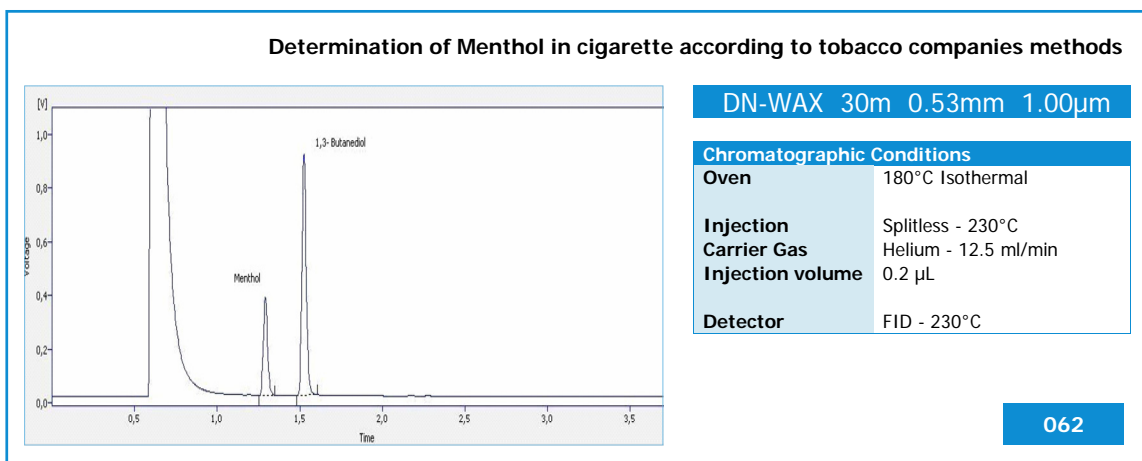 Determination of Menthol in cigarette according to tobacco companies methods
[V]
1,0
0,8
0,6
0,4
0,2
0,0
Voltage
Menthol
1,3- Butanediol
0,5 1,0 1,5 2,0 2,5 3,0 3,5
Time
DN-WAX 30m 0.53mm 1.00µm
Chromatographic Conditions
Oven 180°C Isothermal
Injection Splitless - 230°C
Carrier Gas Helium - 12.5 ml/min
Injection volume 0.2 µL
Detector FID - 230°C
062